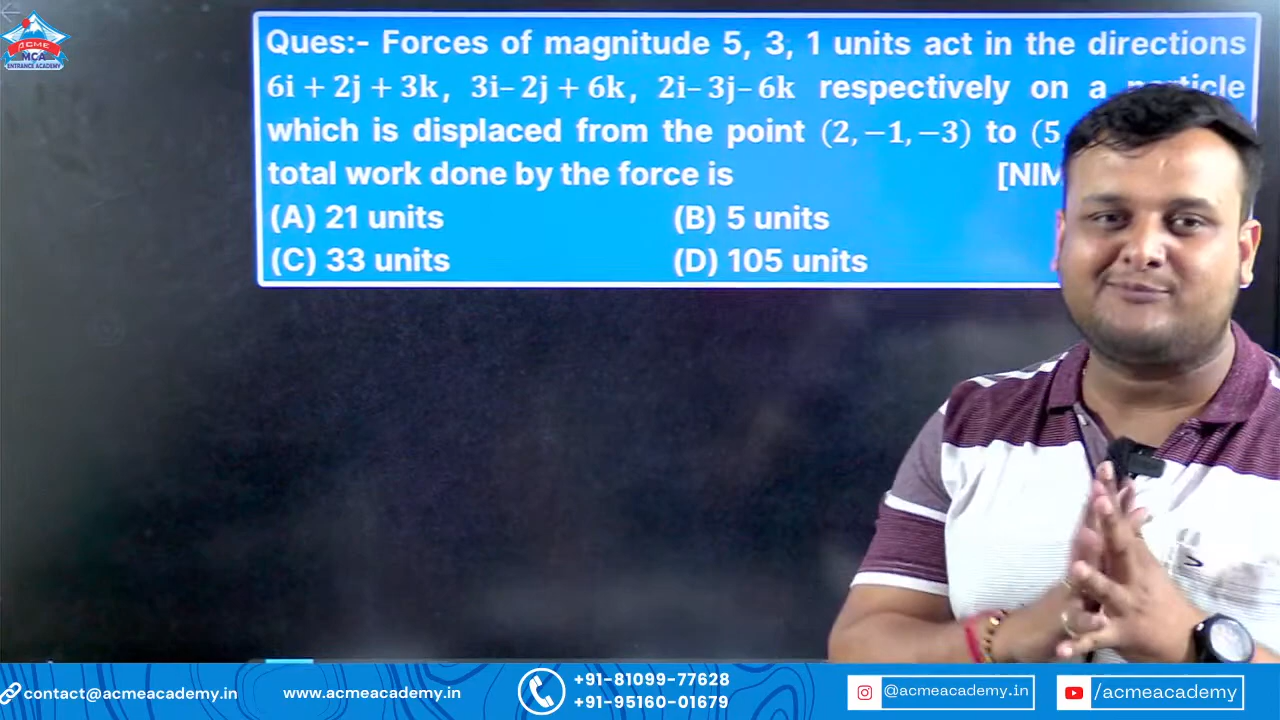 ACME
MCA
ENTRANCE ACADEMY
Ques:- Forces of magnitude 5, 3, 1 units act in the directions
6i + 2j + 3k, 3i– 2j + 6k, 2i– 3j– 6k respectively on a
which is displaced from the point (2, −1, −3) to (5,
total work done by the force is [NIM
(A) 21 units (B) 5 units
(C) 33 units (D) 105 units
contact@acmeacademy.in www.acmeacademy.in +91-81099-77628 @acmeacademy.in /acmeacademy
+91-95160-01679